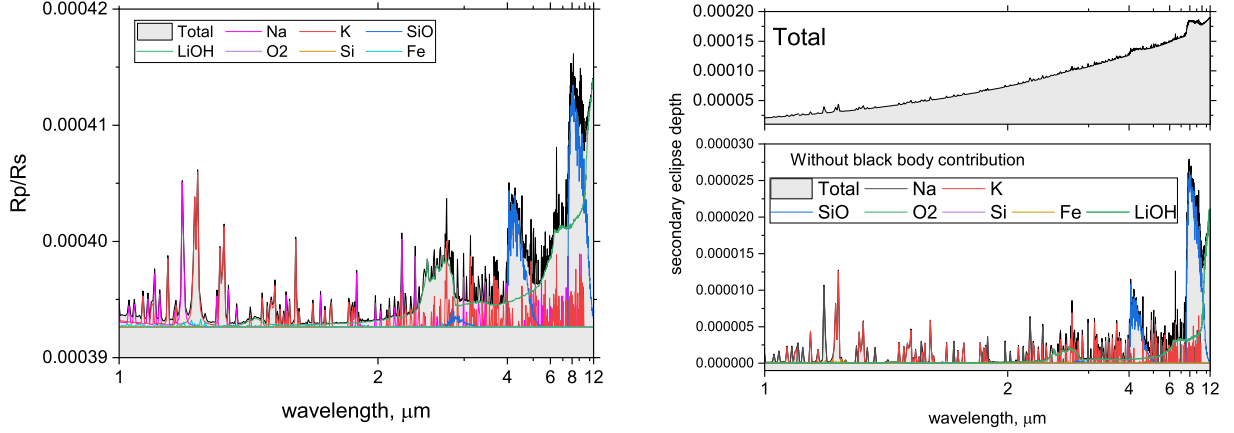 0.00042
0.00041
0.00040
0.00039
Rp/Rs
Total Na K SiO
LiOH O2 Si Fe
1 2 4 6 8 12
wavelength, μm
0.00020
0.00015
0.00010
0.00005
Total
secondary eclipse depth
0.000030
0.000025
0.000020
0.000015
0.000010
0.000005
0.000000
Without black body contribution
Total Na K
SiO O2 Si Fe LiOH
1 2 4 6 8 12
wavelength, μm